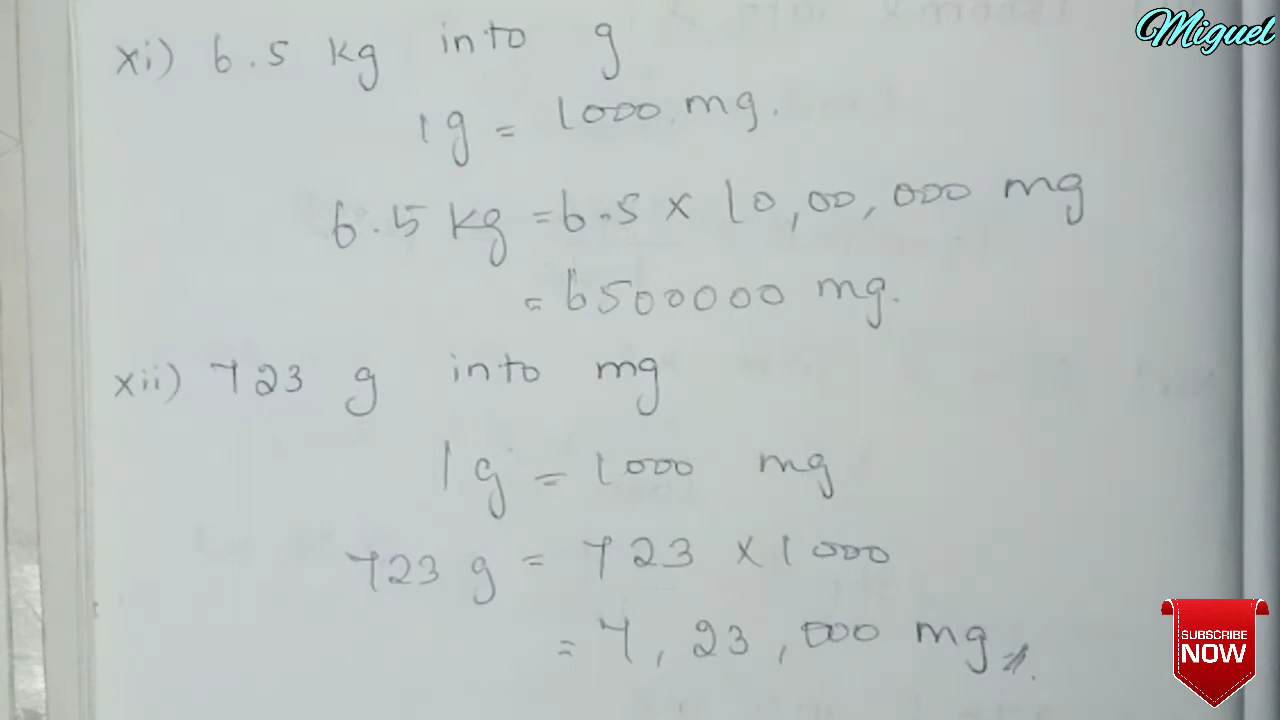 Miguel
xi) 6.5 kg into g
1g = 1000 mg.
6.5 kg = 6.5 × 10,00,000 mg
= 6500000 mg.
xii) 723 g into mg
1g = 1000 mg
723 g = 723 × 1000
= 7,23,000 mg
SUBSCRIBE
NOW